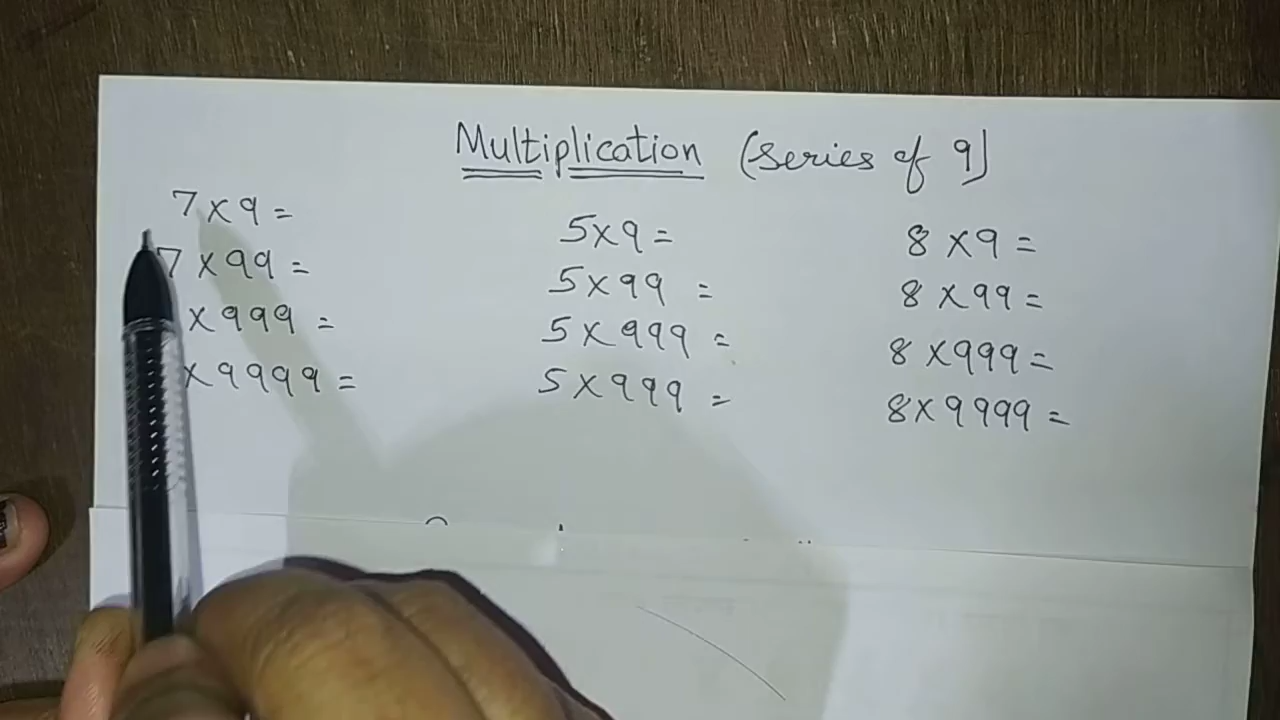 Multiplication (Series of 9)
7 x 9 =
7 x 99 =
x 999 =
x 9999 =
5 x 9 =
5 x 99 =
5 x 999 =
5 x 999 =
8 x 9 =
8 x 99 =
8 x 999 =
8 x 9999 =